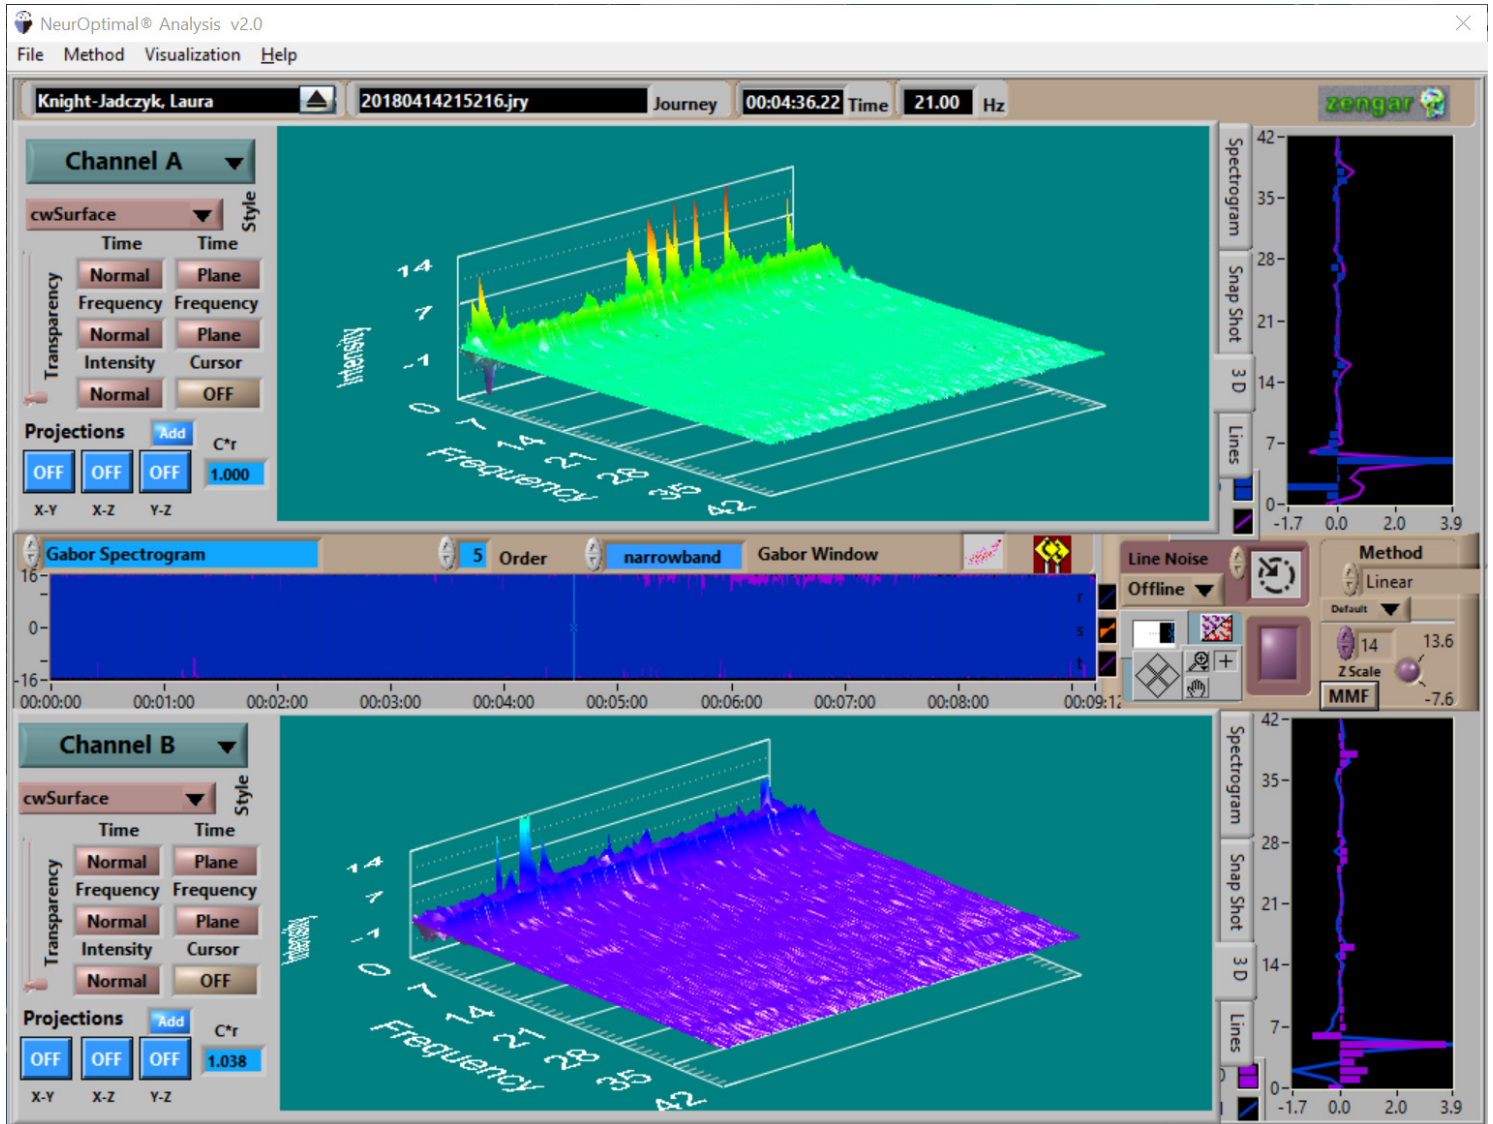 NeurOptimal® Analysis v2.0
File Method Visualization Help
Knight-Jadczyk, Laura 20180414215216.jry Journey 00:04:36.22 Time 21.00 Hz zengar
Channel A
cwSurface Style
Time Time
Normal Plane
Frequency Frequency
Normal Plane
Intensity Cursor
Normal OFF
Transparency
Projections Add C*r
OFF OFF OFF 1.000
X-Y X-Z Y-Z
14
7
-1
Intensity
0 7 14 21 28 35 42
Frequency
Spectrogram
Snap Shot
3 D
Lines
42
35
28
21
14
7
0
-1.7 0.0 2.0 3.9
Gabor Spectrogram 5 Order narrowband Gabor Window
16
0
-16
r
s
t
00:00:00 00:01:00 00:02:00 00:03:00 00:04:00 00:05:00 00:06:00 00:07:00 00:08:00 00:09:12
Line Noise
Offline
Method
Linear
Default
14 13.6
Z Scale
MMF -7.6
Channel B
cwSurface Style
Time Time
Normal Plane
Frequency Frequency
Normal Plane
Intensity Cursor
Normal OFF
Transparency
Projections Add C*r
OFF OFF OFF 1.038
X-Y X-Z Y-Z
14
7
-1
Intensity
0 7 14 21 28 35 42
Frequency
Spectrogram
Snap Shot
3 D
Lines
42
35
28
21
14
7
0
-1.7 0.0 2.0 3.9